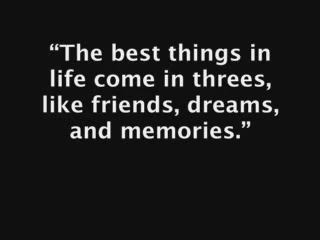 “The best things in
life come in threes,
like friends, dreams,
and memories.”